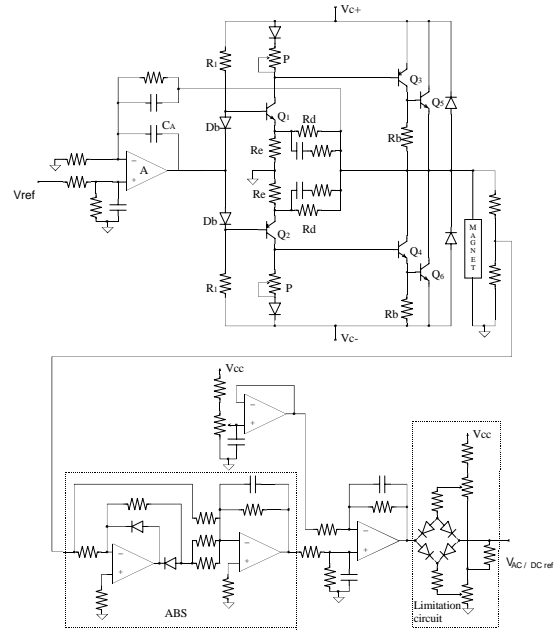 Vc+
R1
P
Q3
CA
Q1
Q5
Db
Rd
Rb
A
Re
Vref
Re
MAGNET
Db
Rd
Q2
Q4
R1
P
Q6
Rb
Vc-
Vcc
Vcc
VAC / DC ref
Limitation
circuit
ABS